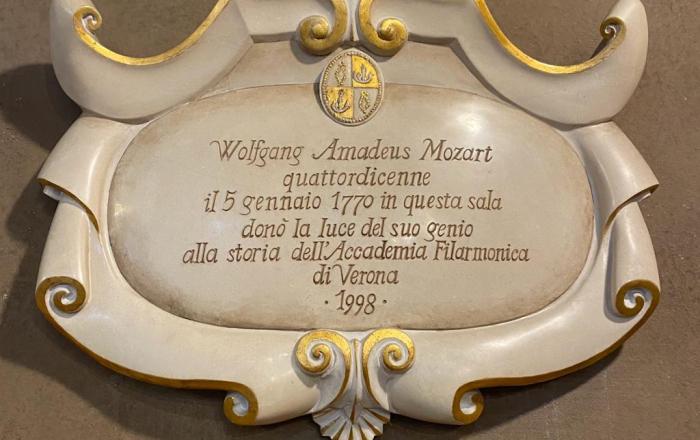 Wolfgang Amadeus Mozart
quattordicenne
il 5 gennaio 1770 in questa sala
donò la luce del suo genio
alla storia dell'Accademia Filarmonica
di Verona
· 1998 ·